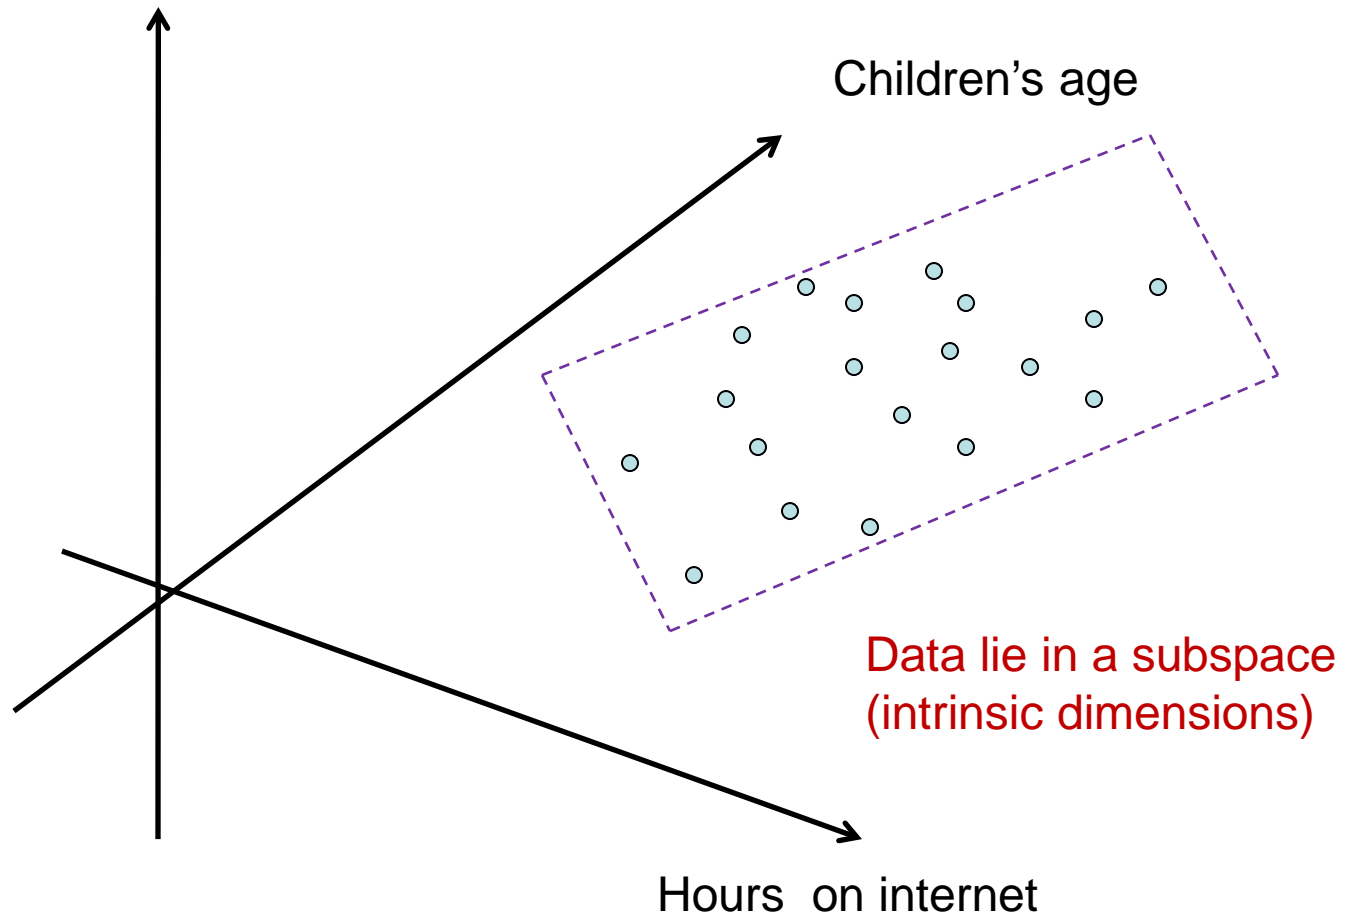 Children’s age
Data lie in a subspace
(intrinsic dimensions)
Hours  on internet